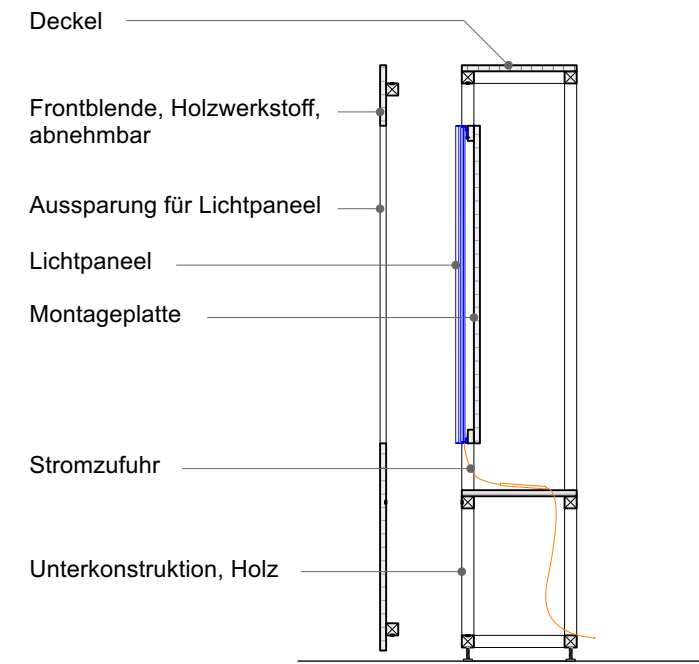 Deckel
Frontblende, Holzwerkstoff,
abnehmbar
Aussparung für Lichtpaneel
Lichtpaneel
Montageplatte
Stromzufuhr
Unterkonstruktion, Holz